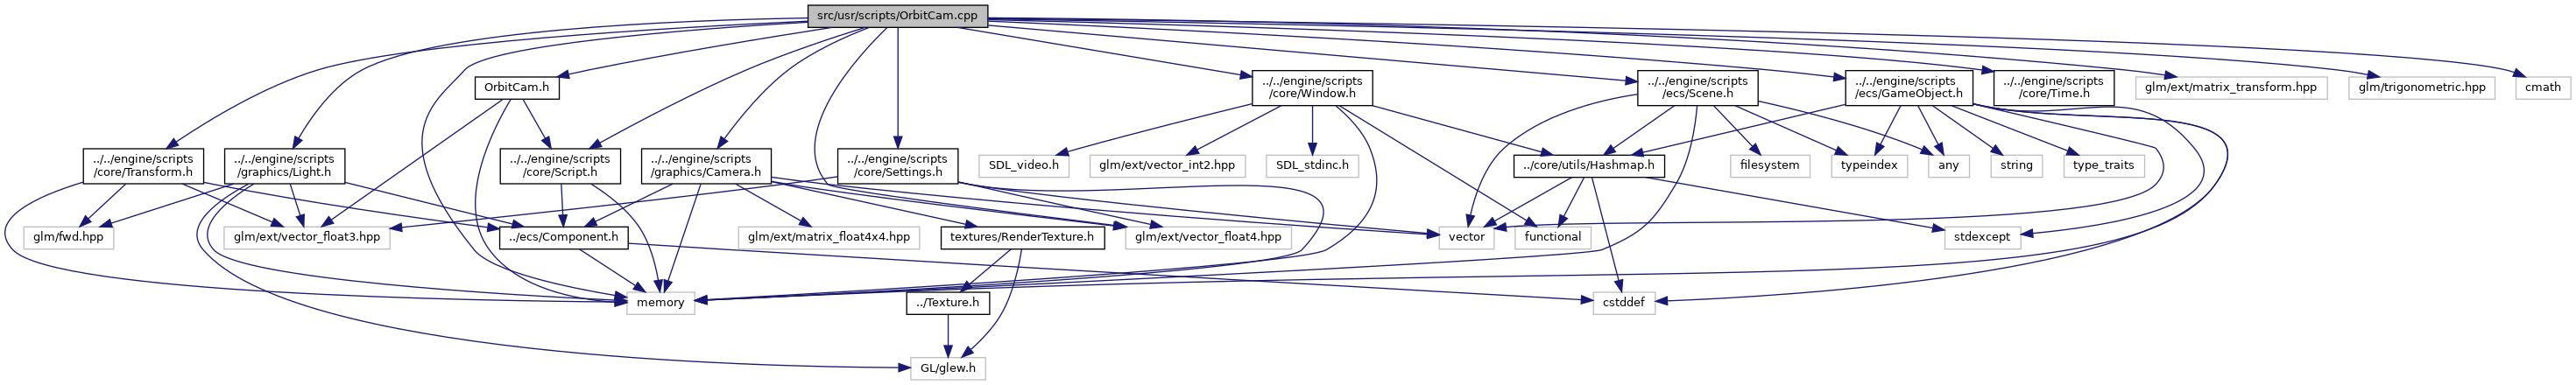 src/usr/scripts/OrbitCam.cpp
OrbitCam.h
../../engine/scripts
/core/Window.h
../../engine/scripts
/ecs/Scene.h
../../engine/scripts
/ecs/GameObject.h
../../engine/scripts
/core/Time.h
glm/ext/matrix_transform.hpp
glm/trigonometric.hpp
cmath
../../engine/scripts
/core/Transform.h
../../engine/scripts
/graphics/Light.h
../../engine/scripts
/core/Script.h
../../engine/scripts
/graphics/Camera.h
../../engine/scripts
/core/Settings.h
SDL_video.h
glm/ext/vector_int2.hpp
SDL_stdinc.h
../core/utils/Hashmap.h
filesystem
typeindex
any
string
type_traits
glm/fwd.hpp
glm/ext/vector_float3.hpp
../ecs/Component.h
glm/ext/matrix_float4x4.hpp
textures/RenderTexture.h
glm/ext/vector_float4.hpp
vector
functional
stdexcept
memory
../Texture.h
cstddef
GL/glew.h